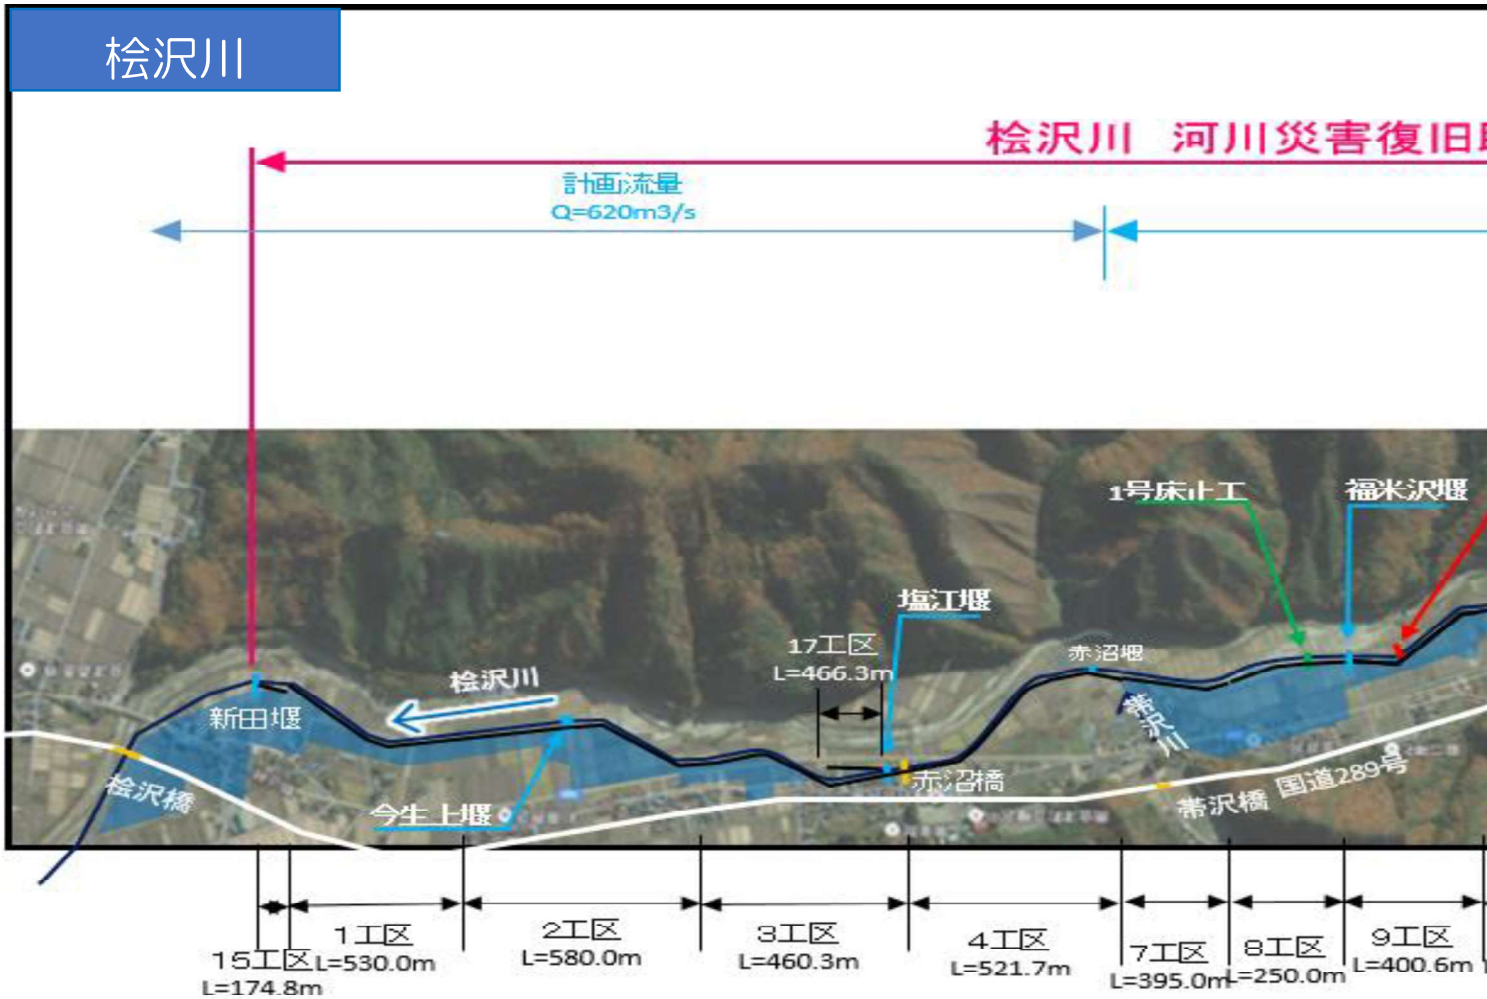 桧沢川
桧沢川 河川災害復旧
計画流量
Q=620m3/s
1号床止工
福米沢堰
塩江堰
17工区
L=466.3m
赤沼堰
桧沢川
新田堰
帯沢川
赤沼橋
桧沢橋
今生上堰
帯沢橋
国道289号
15工区
L=174.8m
1工区
L=530.0m
2工区
L=580.0m
3工区
L=460.3m
4工区
L=521.7m
7工区
L=395.0m
8工区
L=250.0m
9工区
L=400.6m